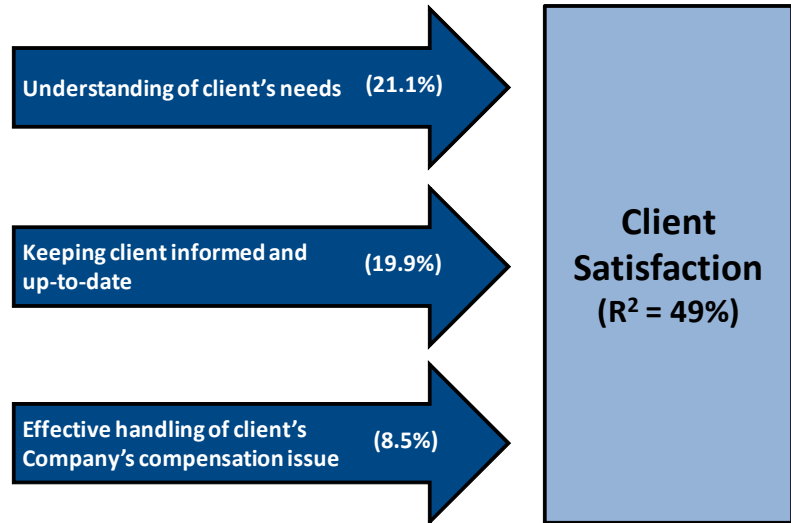 Understanding of client's needs (21.1%)
Keeping client informed and
up-to-date (19.9%)
Effective handling of client's
Company's compensation issue (8.5%)
Client
Satisfaction
(R² = 49%)